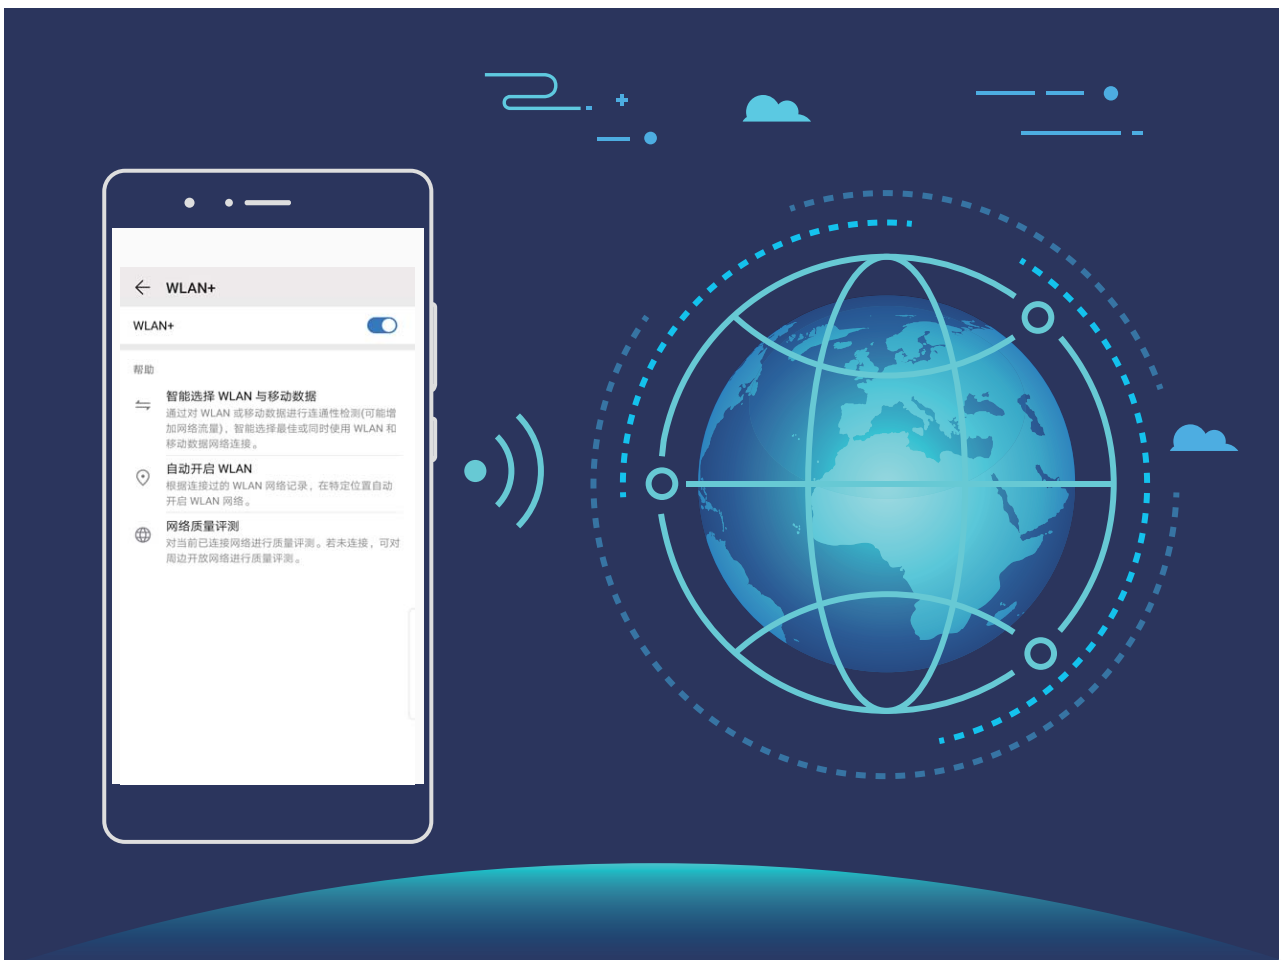 WLAN+
WLAN+
帮助
智能选择 WLAN 与移动数据
通过对 WLAN 或移动数据进行连通性检测(可能增
加网络流量)，智能选择最佳或同时使用 WLAN 和
移动数据网络连接。
自动开启 WLAN
根据连接过的 WLAN 网络记录，在特定位置自动
开启 WLAN 网络。
网络质量评测
对当前已连接网络进行质量评测。若未连接，可对
周边开放网络进行质量评测。